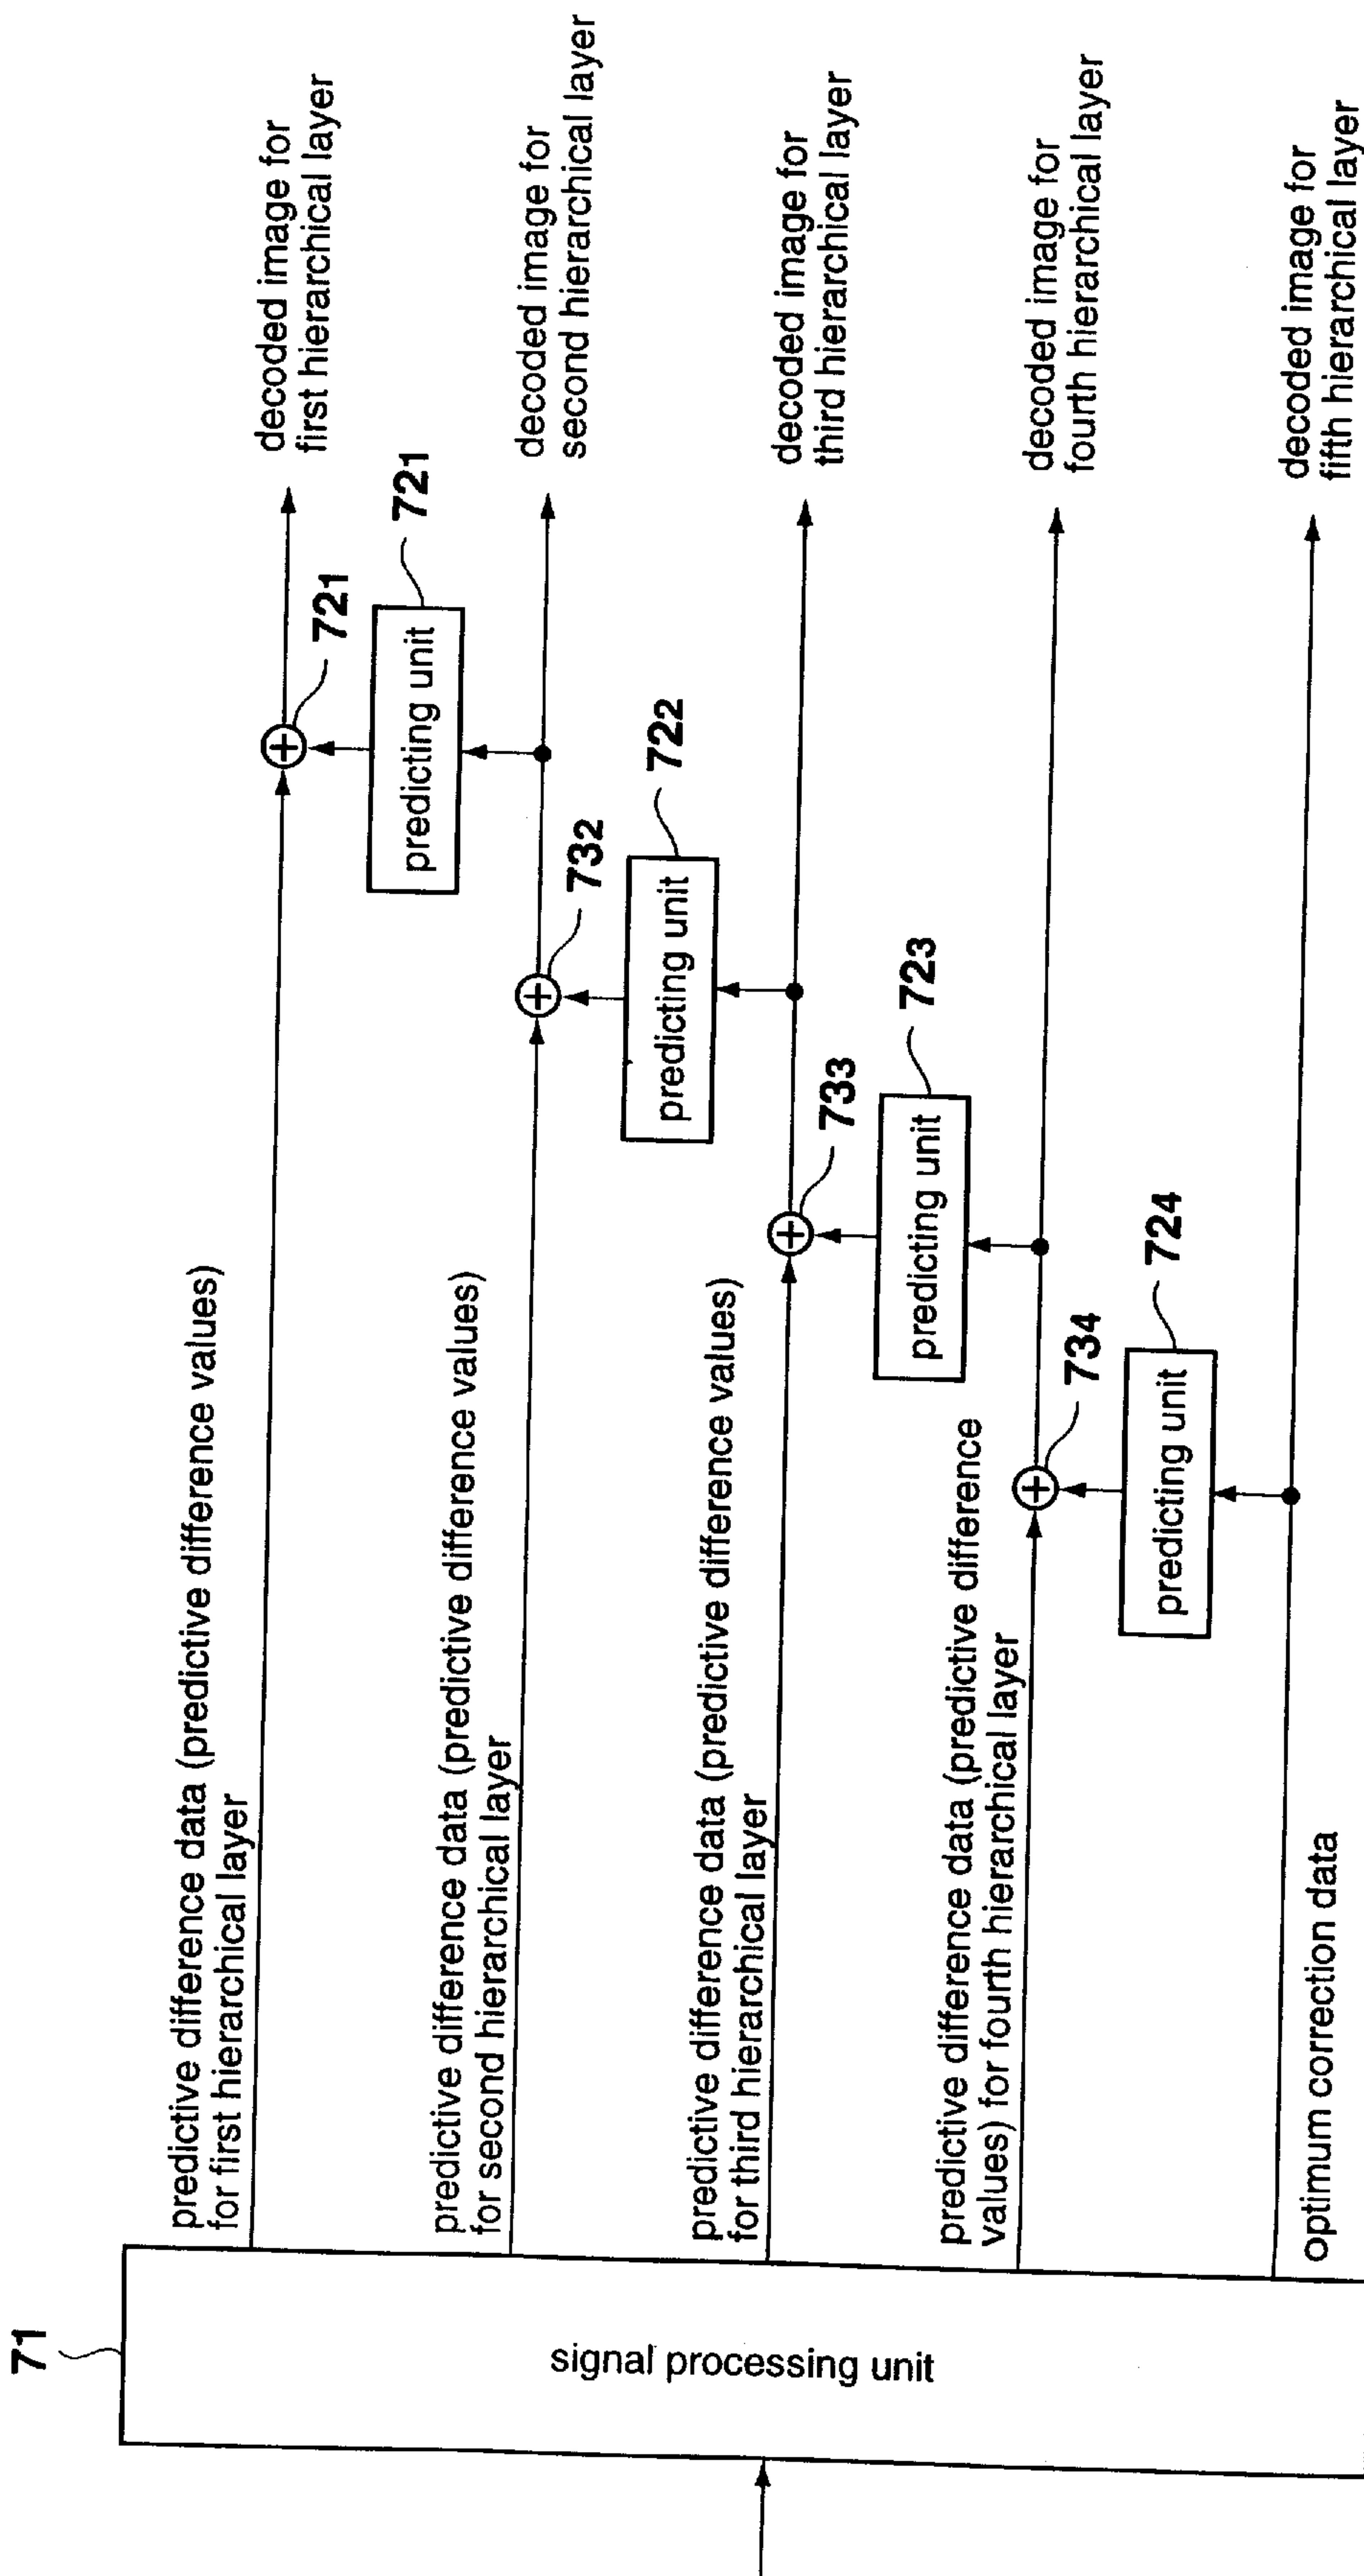 71
signal processing unit
predictive difference data (predictive difference values)
for first hierarchical layer
721
721
predicting unit
decoded image for
first hierarchical layer
predictive difference data (predictive difference values)
for second hierarchical layer
732
722
predicting unit
decoded image for
second hierarchical layer
predictive difference data (predictive difference values)
for third hierarchical layer
733
723
predicting unit
decoded image for
third hierarchical layer
predictive difference data (predictive difference
values) for fourth hierarchical layer
734
724
predicting unit
decoded image for
fourth hierarchical layer
optimum correction data
decoded image for
fifth hierarchical layer